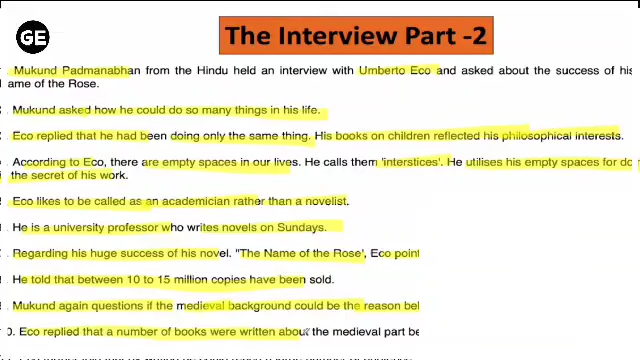 GE
The Interview Part -2
Mukund Padmanabhan from the Hindu held an interview with Umberto Eco and asked about the success of his
ame of the Rose.
. Mukund asked how he could do so many things in his life.
. Eco replied that he had been doing only the same thing. His books on children reflected his philosophical interests.
According to Eco, there are empty spaces in our lives. He calls them 'interstices'. He utilises his empty spaces for do
the secret of his work.
Eco likes to be called as an academician rather than a novelist.
. He is a university professor who writes novels on Sundays.
Regarding his huge success of his novel. "The Name of the Rose', Eco point
. He told that between 10 to 15 million copies have been sold.
. Mukund again questions if the medieval background could be the reason bel
0. Eco replied that a number of books were written about the medieval part be